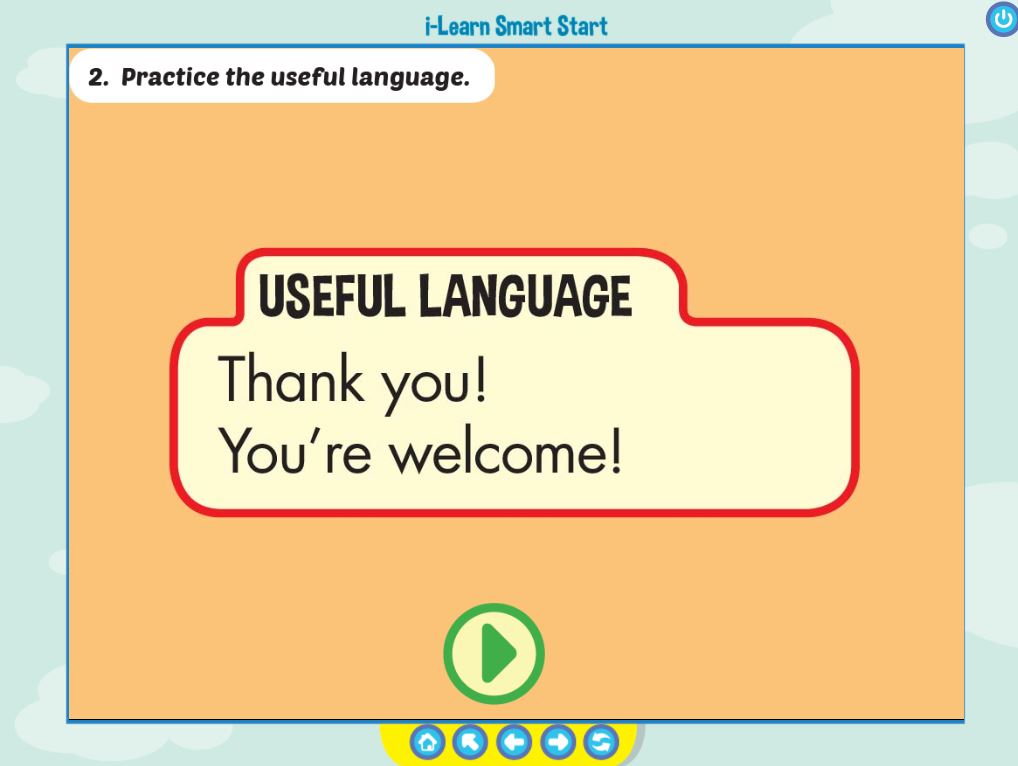 i-Learn Smart Start
2. Practice the useful language.
USEFUL LANGUAGE
Thank you!
You’re welcome!